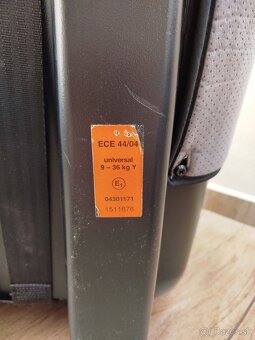 ECE 44/04
universal
9 – 36 kg Y
E1
04301171
1511876